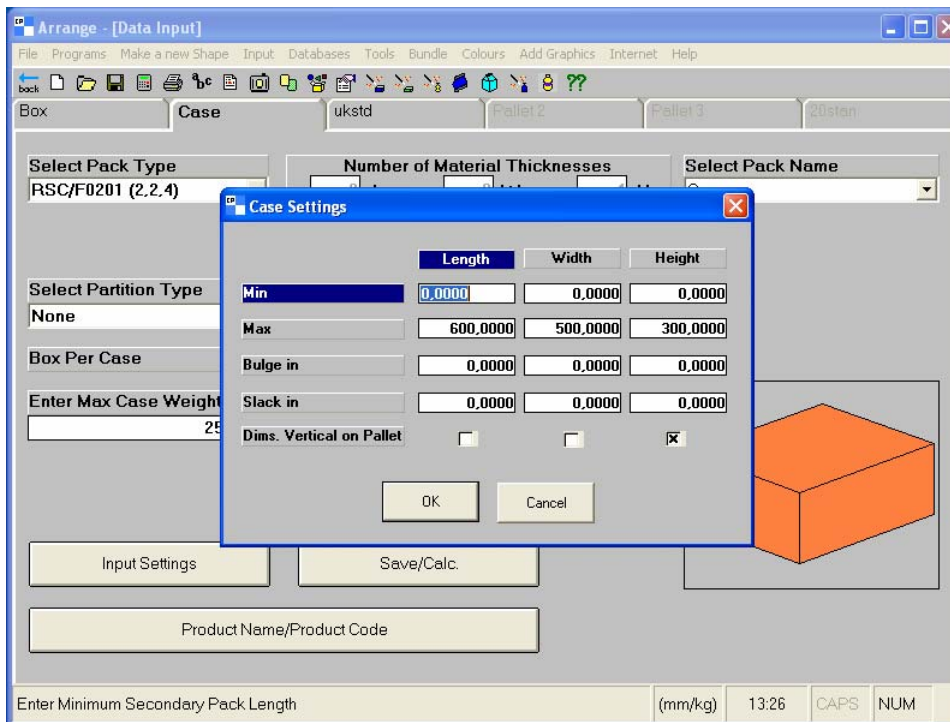 Arrange - [Data Input]
File Programs Make a new Shape Input Databases Tools Bundle Colours Add Graphics Internet Help
back abc ??
Box Case ukstd Pallet 2 Pallet 3 20stan
Select Pack Type Number of Material Thicknesses Select Pack Name
RSC/F0201 (2,2,4)
CP Case Settings
Length Width Height
Min 0,0000 0,0000 0,0000
Max 600,0000 500,0000 300,0000
Bulge in 0,0000 0,0000 0,0000
Slack in 0,0000 0,0000 0,0000
Dims. Vertical on Pallet
OK Cancel
Select Partition Type
None
Box Per Case
Enter Max Case Weight
25
Input Settings Save/Calc.
Product Name/Product Code
Enter Minimum Secondary Pack Length (mm/kg) 13:26 CAPS NUM